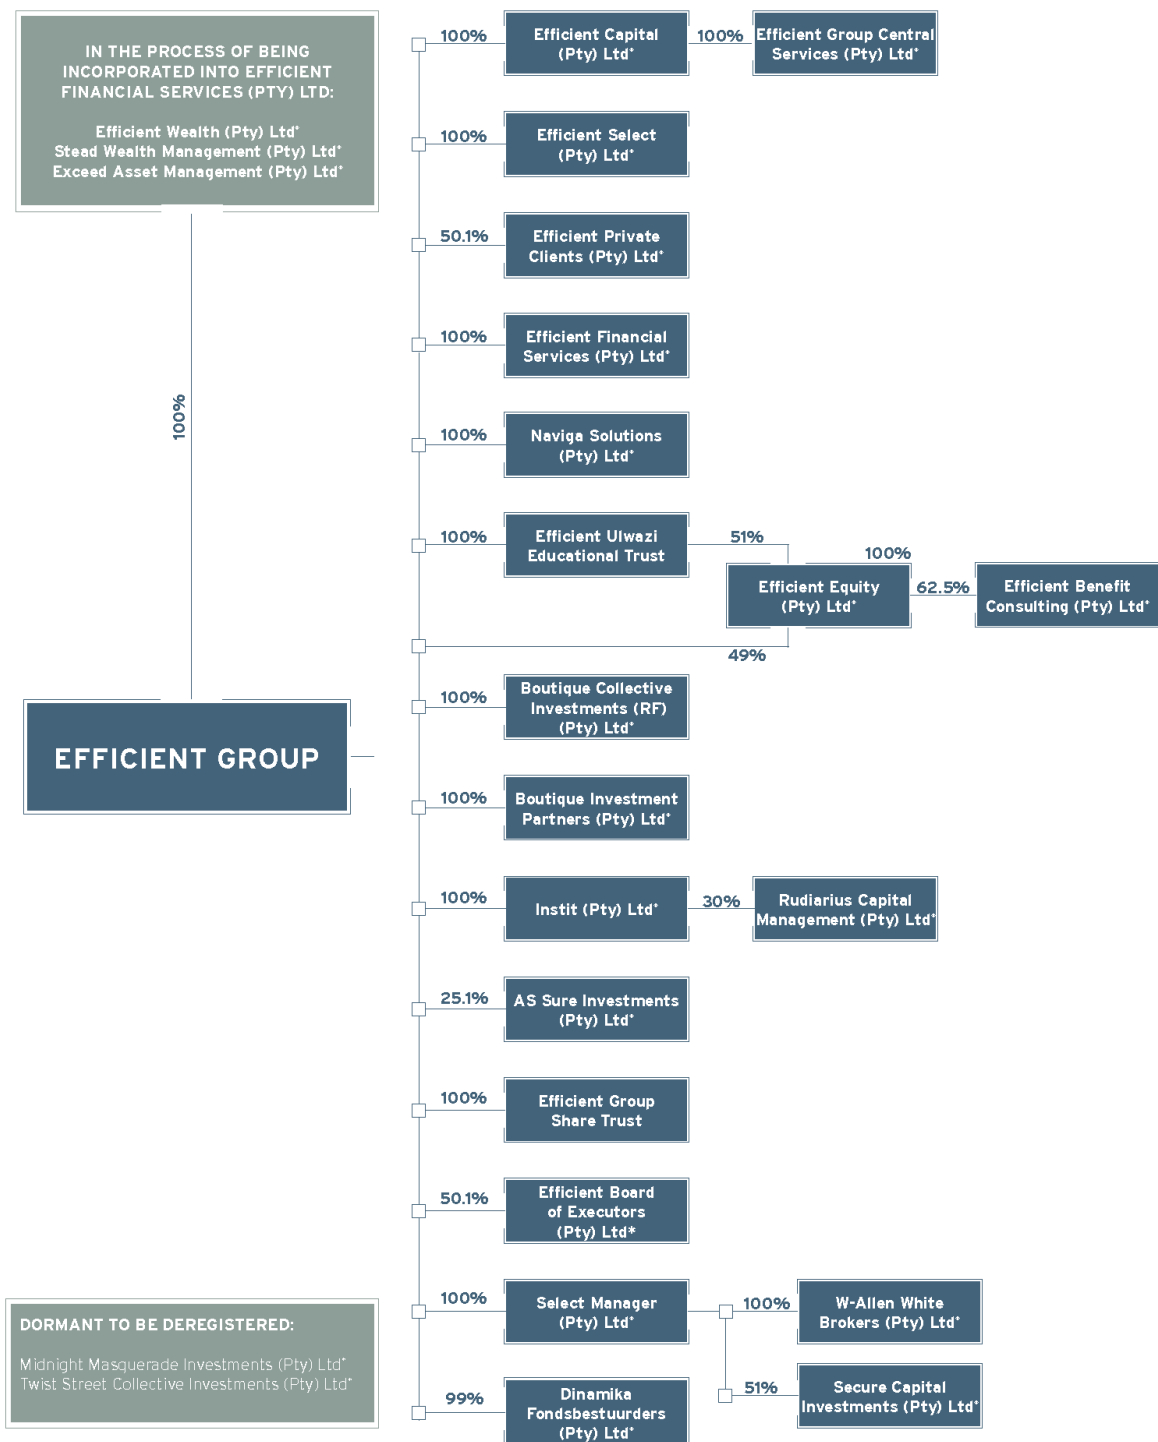 IN THE PROCESS OF BEING
INCORPORATED INTO EFFICIENT
FINANCIAL SERVICES (PTY) LTD:
Efficient Wealth (Pty) Ltd*
Stead Wealth Management (Pty) Ltd*
Exceed Asset Management (Pty) Ltd*
100%
EFFICIENT GROUP
DORMANT TO BE DEREGISTERED:
Midnight Masquerade Investments (Pty) Ltd*
Twist Street Collective Investments (Pty) Ltd*
100%
Efficient Capital
(Pty) Ltd*
100%
Efficient Group Central
Services (Pty) Ltd*
100%
Efficient Select
(Pty) Ltd*
50.1%
Efficient Private
Clients (Pty) Ltd*
100%
Efficient Financial
Services (Pty) Ltd*
100%
Naviga Solutions
(Pty) Ltd*
100%
Efficient Ulwazi
Educational Trust
51%
100%
Efficient Equity
(Pty) Ltd*
62.5%
Efficient Benefit
Consulting (Pty) Ltd*
49%
100%
Boutique Collective
Investments (RF)
(Pty) Ltd*
100%
Boutique Investment
Partners (Pty) Ltd*
100%
Instit (Pty) Ltd*
30%
Rudiarius Capital
Management (Pty) Ltd*
25.1%
AS Sure Investments
(Pty) Ltd*
100%
Efficient Group
Share Trust
50.1%
Efficient Board
of Executors
(Pty) Ltd*
100%
Select Manager
(Pty) Ltd*
100%
W-Allen White
Brokers (Pty) Ltd*
51%
Secure Capital
Investments (Pty) Ltd*
99%
Dinamika
Fondsbestuurders
(Pty) Ltd*